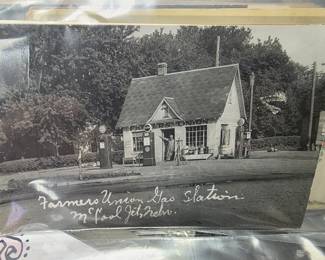 Farmers Union Gas Station
McCool Jct. Nebr.